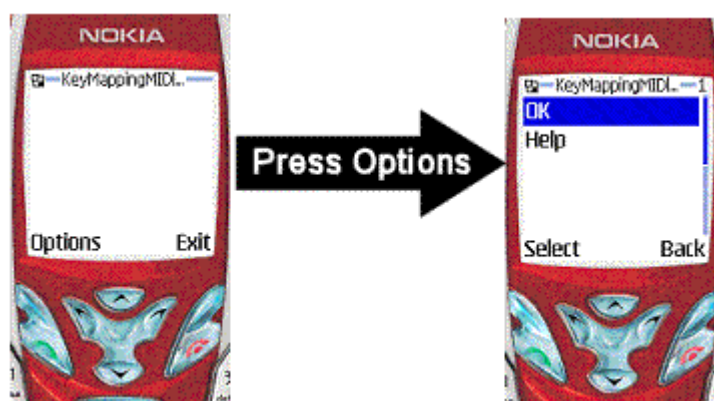 NOKIA
KeyMappingMIDl...
Options Exit
Press Options
NOKIA
KeyMappingMIDl... 1
OK
Help
Select Back